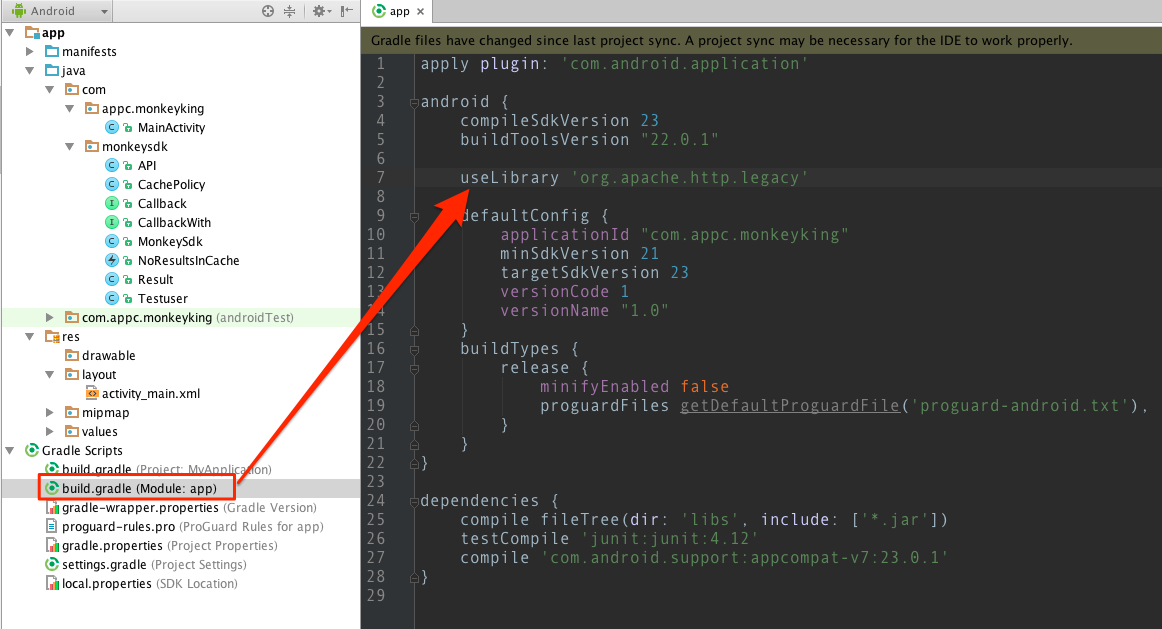 Android
app
manifests
java
com
appc.monkeyking
MainActivity
monkeysdk
API
CachePolicy
Callback
CallbackWith
MonkeySdk
NoResultsInCache
Result
Testuser
com.appc.monkeyking (androidTest)
res
drawable
layout
activity_main.xml
mipmap
values
Gradle Scripts
build.gradle (Project: MyApplication)
build.gradle (Module: app)
gradle-wrapper.properties (Gradle Version)
proguard-rules.pro (ProGuard Rules for app)
gradle.properties (Project Properties)
settings.gradle (Project Settings)
local.properties (SDK Location)
app
Gradle files have changed since last project sync. A project sync may be necessary for the IDE to work properly.
1 apply plugin: 'com.android.application'
2
3 android {
4 compileSdkVersion 23
5 buildToolsVersion "22.0.1"
6
7 useLibrary 'org.apache.http.legacy'
8
9 defaultConfig {
10 applicationId "com.appc.monkeyking"
11 minSdkVersion 21
12 targetSdkVersion 23
13 versionCode 1
14 versionName "1.0"
15 }
16 buildTypes {
17 release {
18 minifyEnabled false
19 proguardFiles getDefaultProguardFile('proguard-android.txt'),
20 }
21 }
22 }
23
24 dependencies {
25 compile fileTree(dir: 'libs', include: ['*.jar'])
26 testCompile 'junit:junit:4.12'
27 compile 'com.android.support:appcompat-v7:23.0.1'
28 }
29